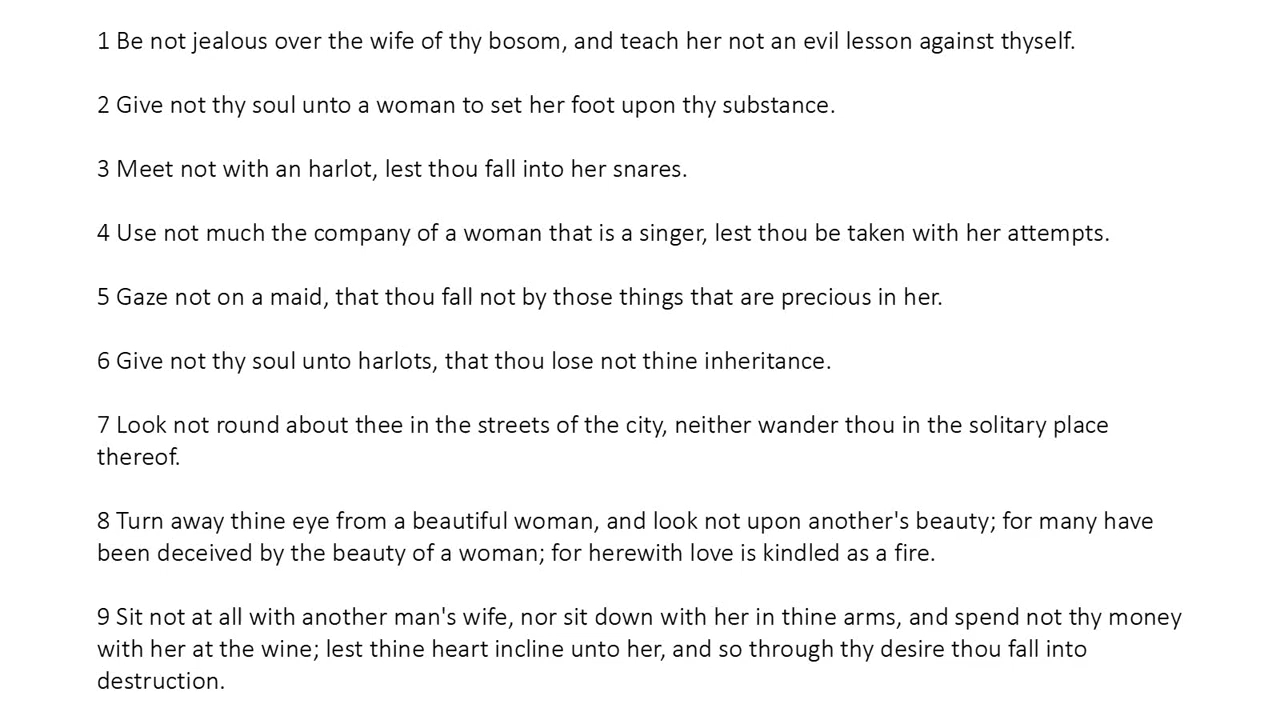 1 Be not jealous over the wife of thy bosom, and teach her not an evil lesson against thyself.
2 Give not thy soul unto a woman to set her foot upon thy substance.
3 Meet not with an harlot, lest thou fall into her snares.
4 Use not much the company of a woman that is a singer, lest thou be taken with her attempts.
5 Gaze not on a maid, that thou fall not by those things that are precious in her.
6 Give not thy soul unto harlots, that thou lose not thine inheritance.
7 Look not round about thee in the streets of the city, neither wander thou in the solitary place
thereof.
8 Turn away thine eye from a beautiful woman, and look not upon another's beauty; for many have
been deceived by the beauty of a woman; for herewith love is kindled as a fire.
9 Sit not at all with another man's wife, nor sit down with her in thine arms, and spend not thy money
with her at the wine; lest thine heart incline unto her, and so through thy desire thou fall into
destruction.